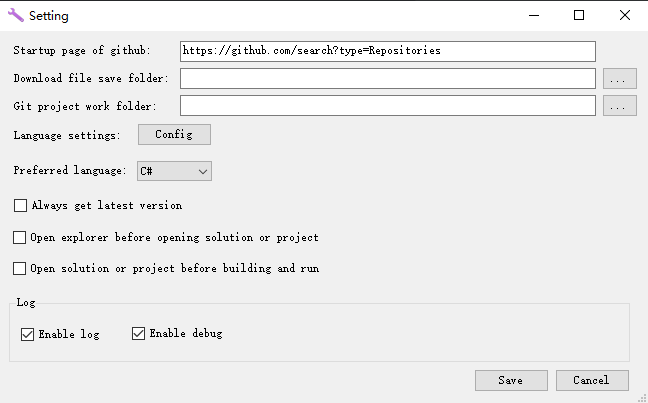 Setting
Startup page of github: https://github.com/search?type=Repositories
Download file save folder: ...
Git project work folder: ...
Language settings: Config
Preferred language: C#
Always get latest version
Open explorer before opening solution or project
Open solution or project before building and run
Log
Enable log Enable debug
Save Cancel